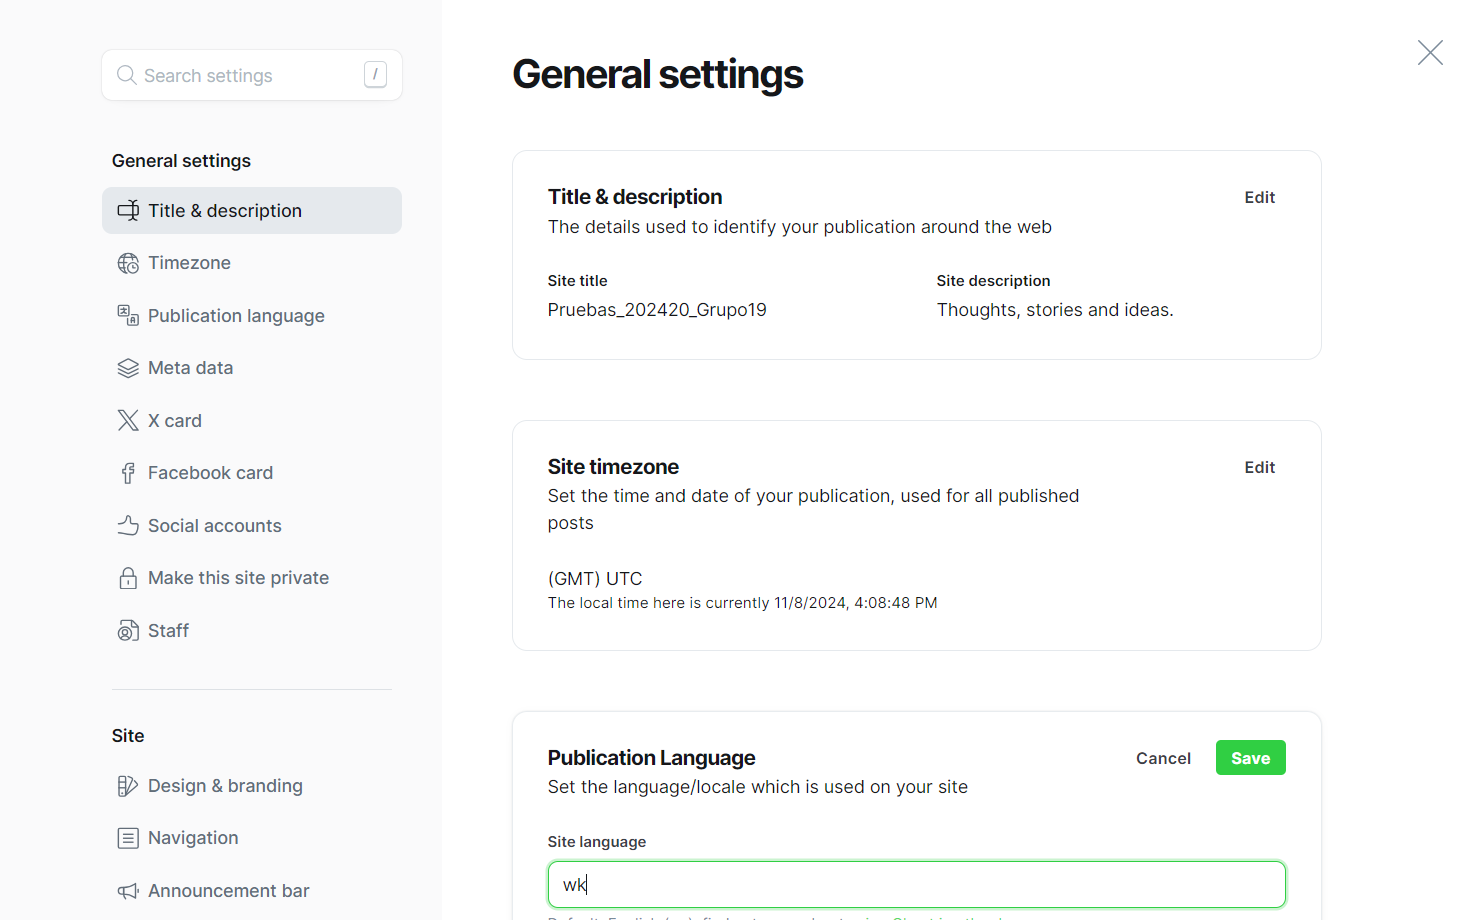 Search settings
/
General settings
Title & description
Timezone
Publication language
Meta data
X card
Facebook card
Social accounts
Make this site private
Staff
Site
Design & branding
Navigation
Announcement bar
General settings
Title & description
Edit
The details used to identify your publication around the web
Site title
Site description
Pruebas_202420_Grupo19
Thoughts, stories and ideas.
Site timezone
Edit
Set the time and date of your publication, used for all published
posts
(GMT) UTC
The local time here is currently 11/8/2024, 4:08:48 PM
Publication Language
Cancel
Save
Set the language/locale which is used on your site
Site language
wk